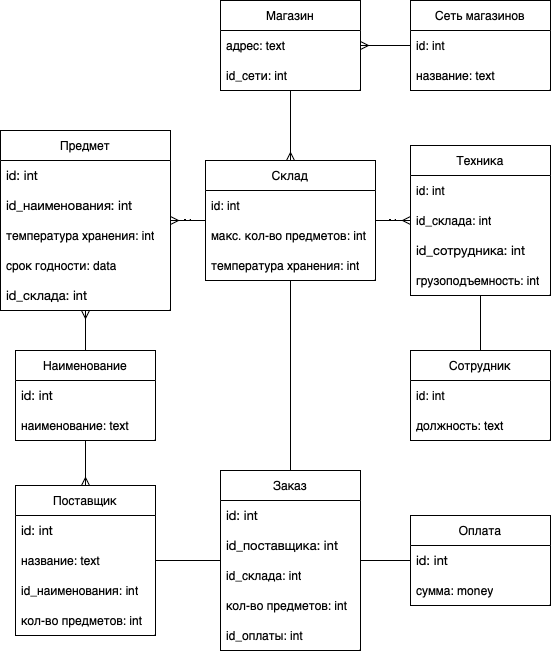 Магазин
адрес: text
id_сети: int
Сеть магазинов
id: int
название: text
Предмет
id: int
id_наименования: int
температура хранения: int
срок годности: data
id_склада: int
Склад
id: int
макс. кол-во предметов: int
температура хранения: int
Техника
id: int
id_склада: int
id_сотрудника: int
грузоподъемность: int
Наименование
id: int
наименование: text
Сотрудник
id: int
должность: text
Поставщик
id: int
название: text
id_наименования: int
кол-во предметов: int
Заказ
id: int
id_поставщика: int
id_склада: int
кол-во предметов: int
id_оплаты: int
Оплата
id: int
сумма: money